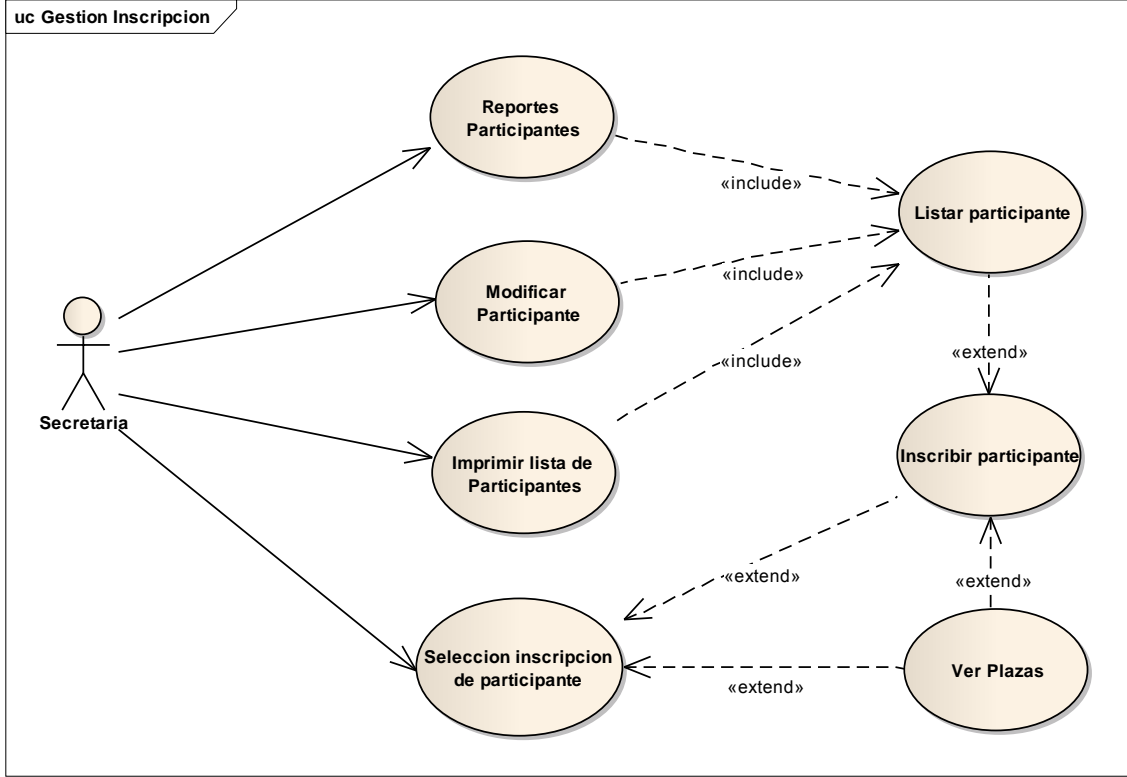 uc Gestion Inscripcion
Reportes
Participantes
«include»
Listar participante
Modificar
Participante
«include»
«include»
«extend»
Secretaria
Imprimir lista de
Participantes
Inscribir participante
«extend»
«extend»
Seleccion inscripcion
de participante
Ver Plazas
«extend»